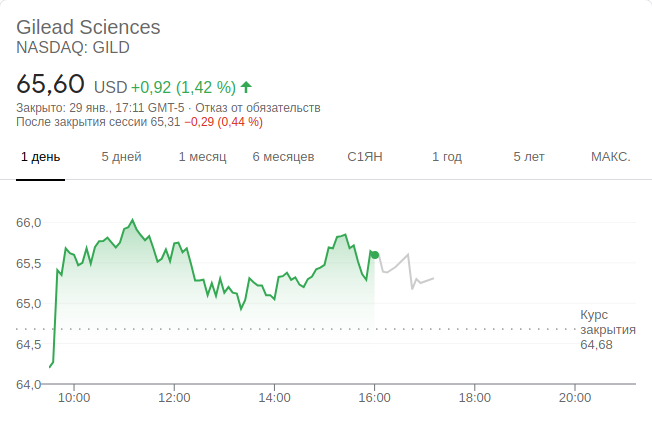 Gilead Sciences
NASDAQ: GILD
65,60 USD +0,92 (1,42 %)
Закрыто: 29 янв., 17:11 GMT-5 · Отказ от обязательств
После закрытия сессии 65,31 −0,29 (0,44 %)
1 день 5 дней 1 месяц 6 месяцев С1ЯН 1 год 5 лет МАКС.
66,0
65,5
65,0
64,5
64,0
Курс
закрытия
64,68
10:00 12:00 14:00 16:00 18:00 20:00